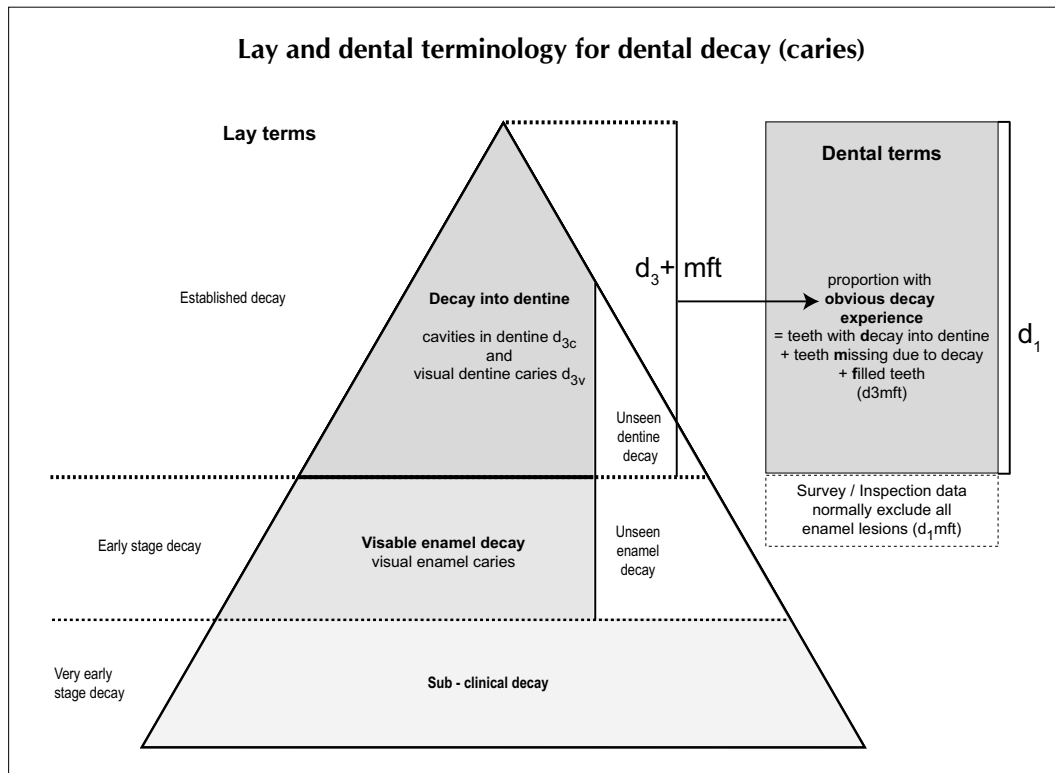 Lay and dental terminology for dental decay (caries)
Lay terms
Dental terms
d3+ mft
d1
Established decay
Decay into dentine
cavities in dentine d3c
and
visual dentine caries d3v
Unseen
dentine
decay
proportion with
obvious decay
experience
= teeth with decay into dentine
+ teeth missing due to decay
+ filled teeth
(d3mft)
Survey / Inspection data
normally exclude all
enamel lesions (d1mft)
Early stage decay
Visable enamel decay
visual enamel caries
Unseen
enamel
decay
Very early
stage decay
Sub - clinical decay